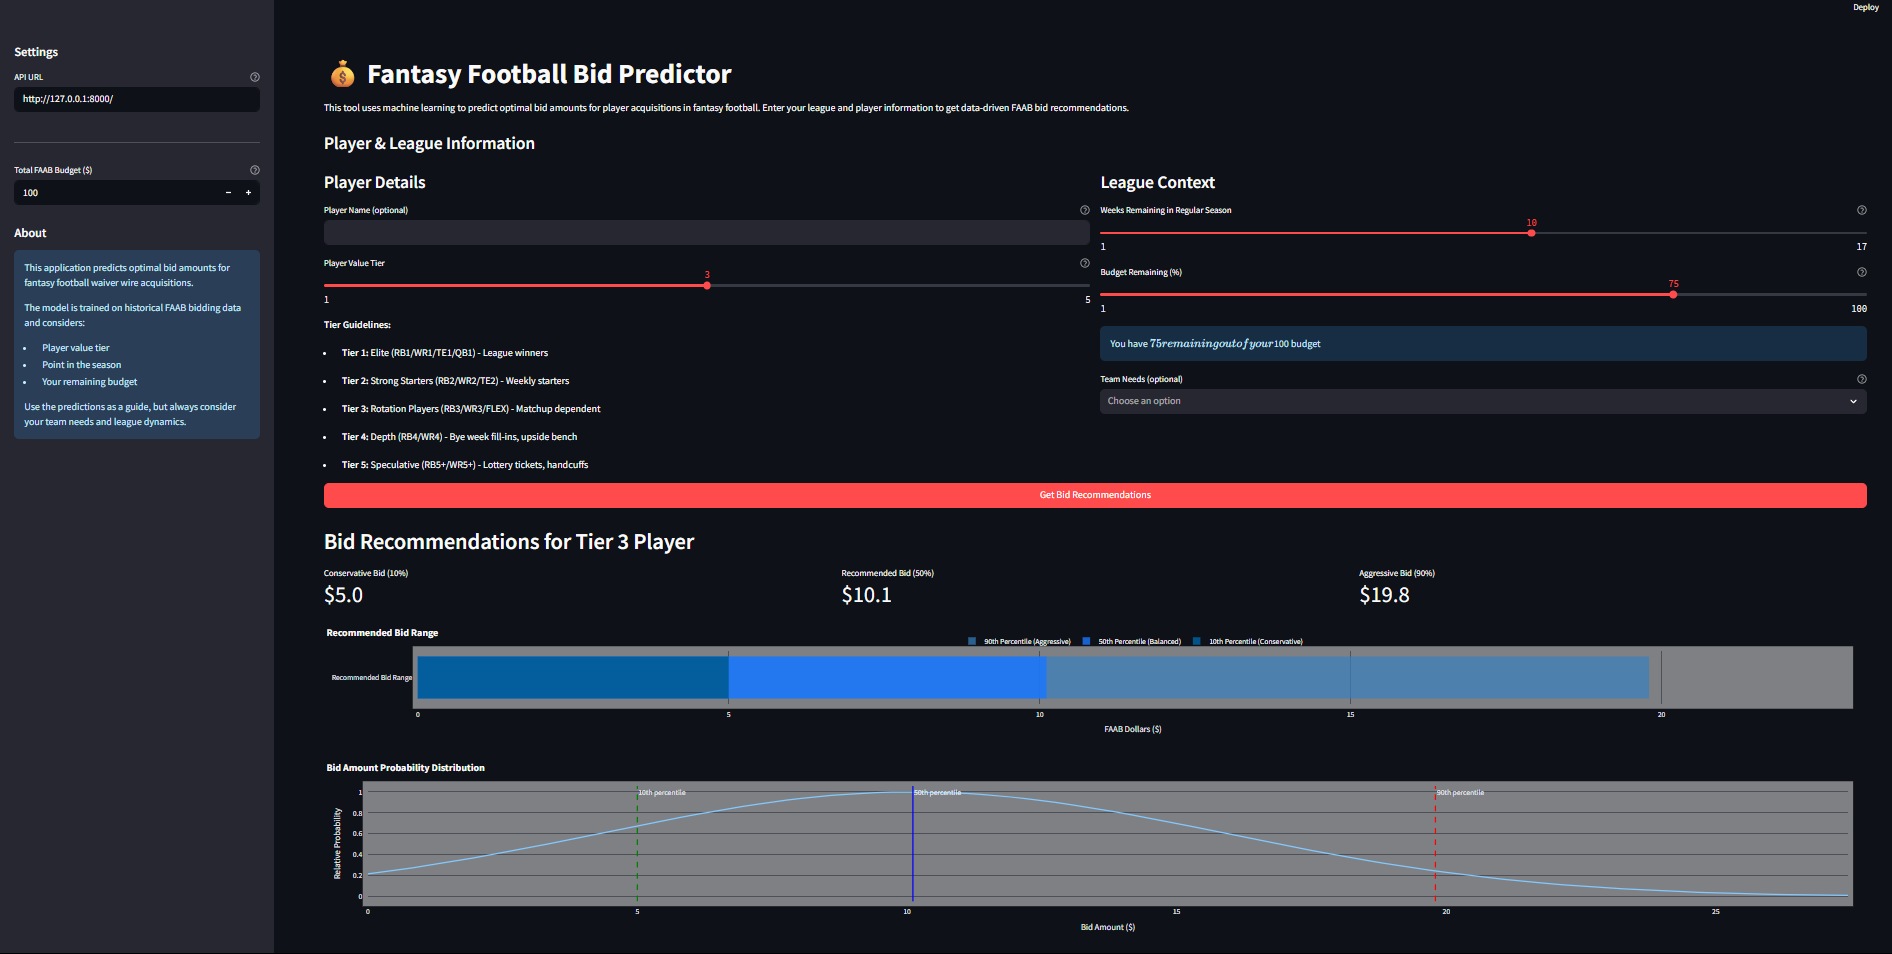 Deploy
Settings
API URL
http://127.0.0.1:8000/
Total FAAB Budget ($)
100
About
This application predicts optimal bid amounts for
fantasy football waiver wire acquisitions.
The model is trained on historical FAAB bidding data
and considers:
Player value tier
Point in the season
Your remaining budget
Use the predictions as a guide, but always consider
your team needs and league dynamics.
Fantasy Football Bid Predictor
This tool uses machine learning to predict optimal bid amounts for player acquisitions in fantasy football. Enter your league and player information to get data-driven FAAB bid recommendations.
Player & League Information
Player Details
Player Name (optional)
Player Value Tier
3
1 5
Tier Guidelines:
Tier 1: Elite (RB1/WR1/TE1/QB1) - League winners
Tier 2: Strong Starters (RB2/WR2/TE2) - Weekly starters
Tier 3: Rotation Players (RB3/WR3/FLEX) - Matchup dependent
Tier 4: Depth (RB4/WR4) - Bye week fill-ins, upside bench
Tier 5: Speculative (RB5+/WR5+) - Lottery tickets, handcuffs
League Context
Weeks Remaining in Regular Season
10
1 17
Budget Remaining (%)
75
1 100
You have 75remainingoutofyour100 budget
Team Needs (optional)
Choose an option
Get Bid Recommendations
Bid Recommendations for Tier 3 Player
Conservative Bid (10%)
$5.0
Recommended Bid (50%)
$10.1
Aggressive Bid (90%)
$19.8
Recommended Bid Range
90th Percentile (Aggressive) 50th Percentile (Balanced) 10th Percentile (Conservative)
Recommended Bid Range
0 5 10 15 20
FAAB Dollars ($)
Bid Amount Probability Distribution
10th percentile 50th percentile 90th percentile
Relative Probability
1
0.8
0.6
0.4
0.2
0
0 5 10 15 20 25
Bid Amount ($)